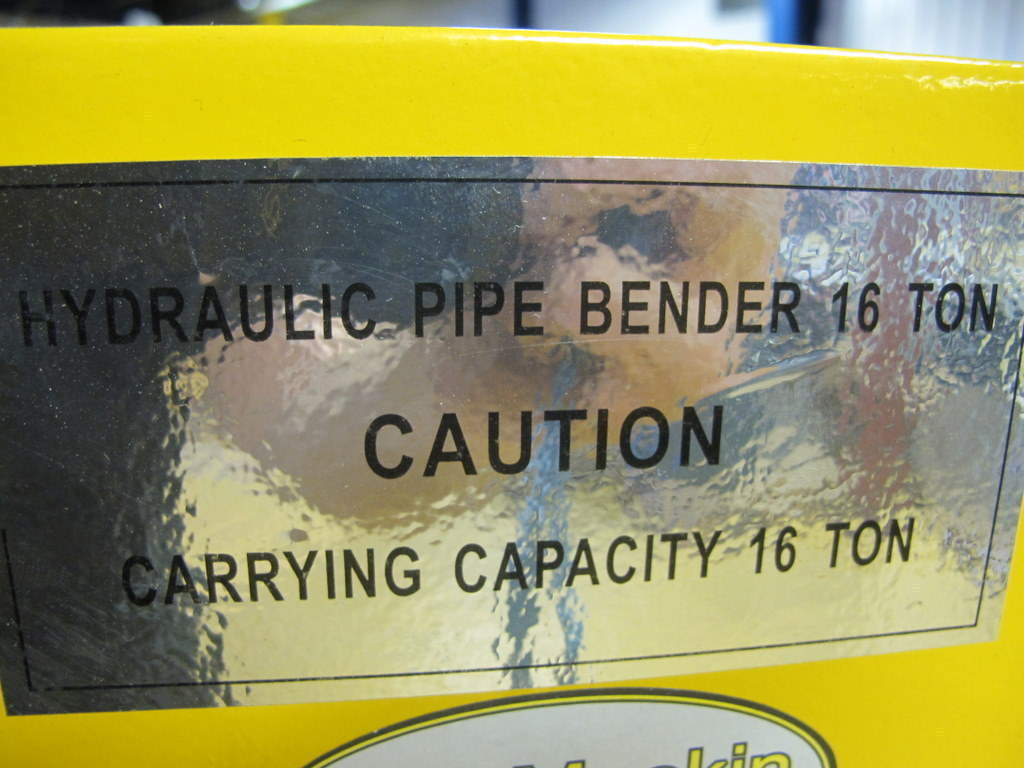 HYDRAULIC PIPE BENDER 16 TON
CAUTION
CARRYING CAPACITY 16 TON